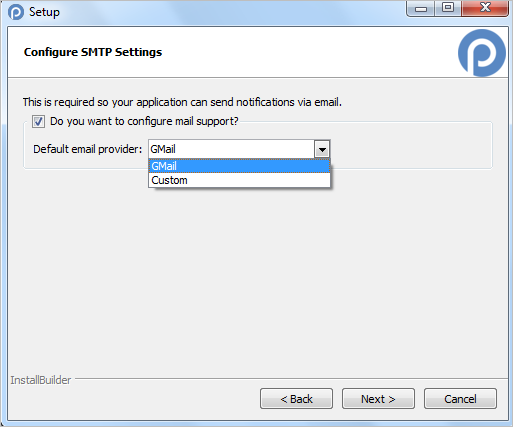 Setup
Configure SMTP Settings
This is required so your application can send notifications via email.
Do you want to configure mail support?
Default email provider: GMail
GMail
Custom
InstallBuilder
< Back Next > Cancel